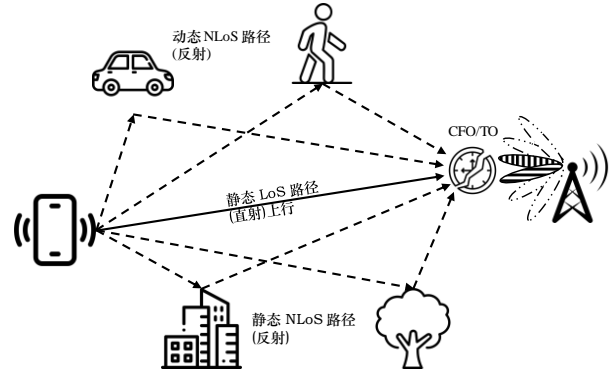 动态 NLoS 路径
(反射)
CFO/TO
静态 LoS 路径
(直射)上行
静态 NLoS 路径
(反射)